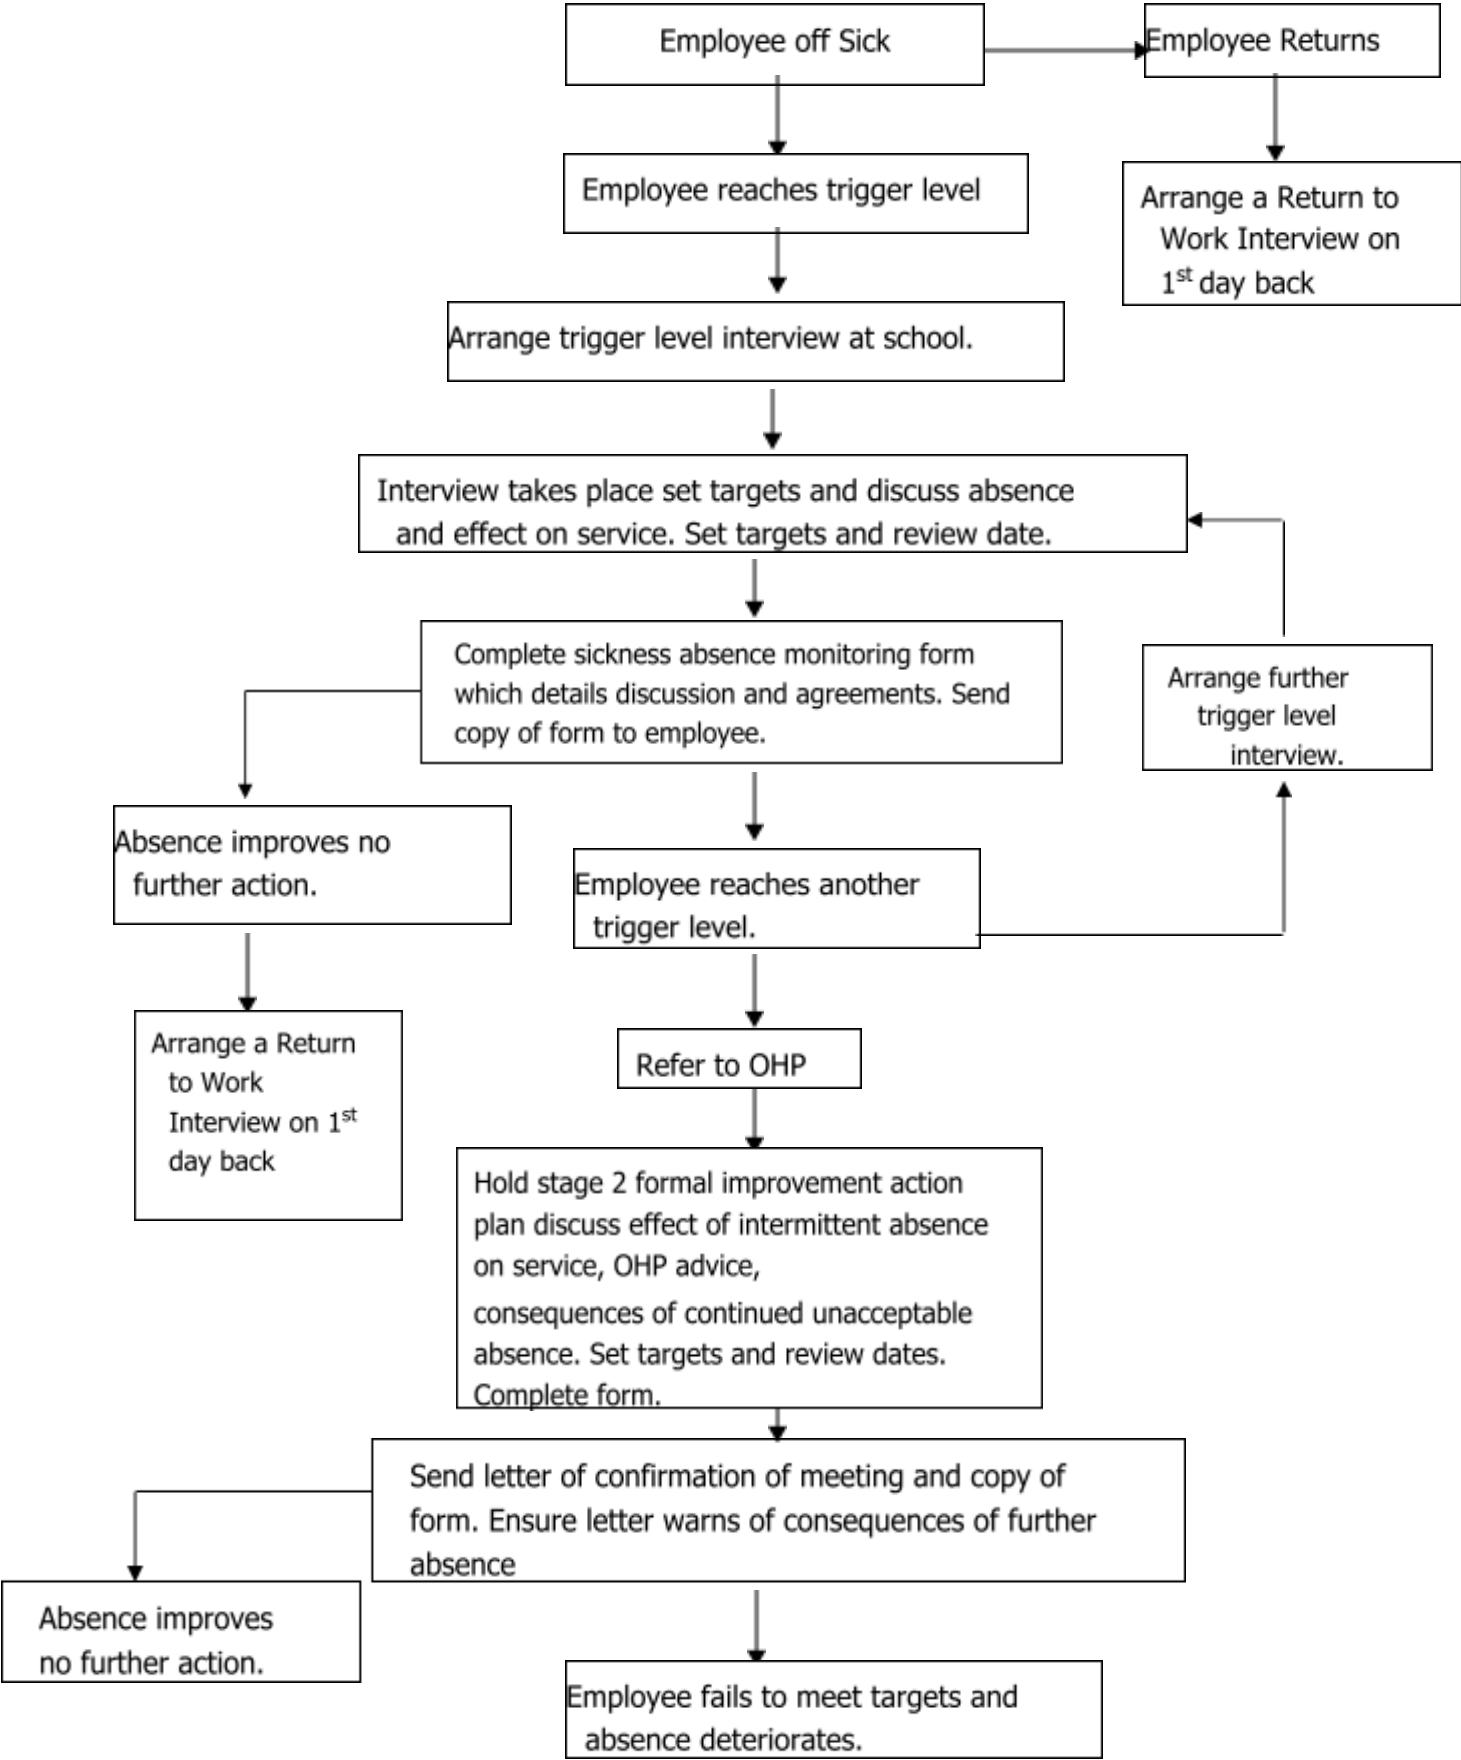 Employee off Sick
Employee Returns
Employee reaches trigger level
Arrange a Return to
Work Interview on
1st day back
Arrange trigger level interview at school.
Interview takes place set targets and discuss absence
and effect on service. Set targets and review date.
Complete sickness absence monitoring form
which details discussion and agreements. Send
copy of form to employee.
Arrange further
trigger level
interview.
Absence improves no
further action.
Employee reaches another
trigger level.
Arrange a Return
to Work
Interview on 1st
day back
Refer to OHP
Hold stage 2 formal improvement action
plan discuss effect of intermittent absence
on service, OHP advice,
consequences of continued unacceptable
absence. Set targets and review dates.
Complete form.
Send letter of confirmation of meeting and copy of
form. Ensure letter warns of consequences of further
absence
Absence improves
no further action.
Employee fails to meet targets and
absence deteriorates.